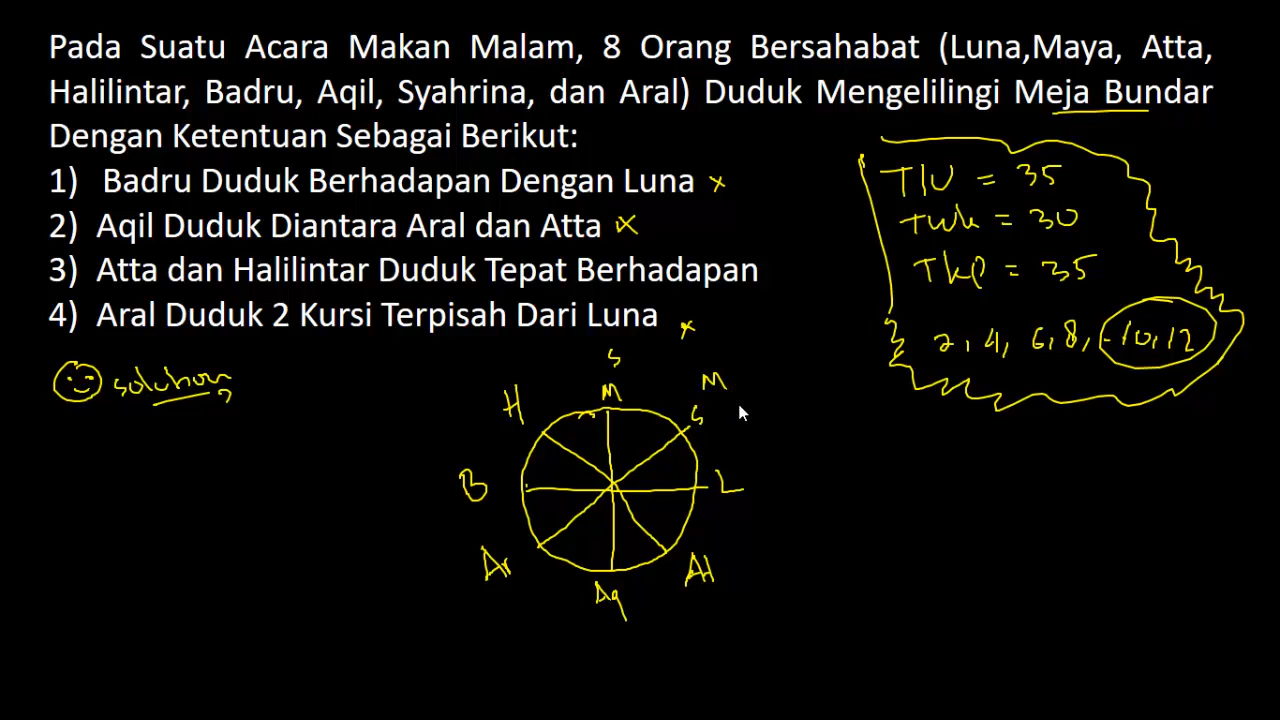 Pada Suatu Acara Makan Malam, 8 Orang Bersahabat (Luna,Maya, Atta,
Halilintar, Badru, Aqil, Syahrina, dan Aral) Duduk Mengelilingi Meja Bundar
Dengan Ketentuan Sebagai Berikut:
1) Badru Duduk Berhadapan Dengan Luna x
2) Aqil Duduk Diantara Aral dan Atta x
3) Atta dan Halilintar Duduk Tepat Berhadapan
4) Aral Duduk 2 Kursi Terpisah Dari Luna x
TIU = 35
TWK = 30
TKP = 35
2, 4, 6, 8, -10, 12
solution
S
M
M
H
S
B
L
Ar
At
Aq